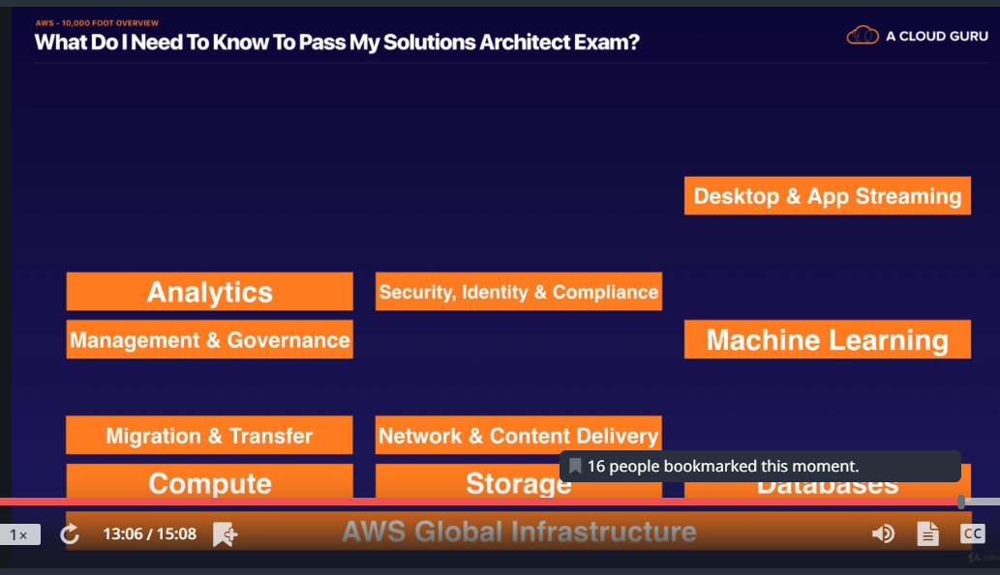 AWS - 10,000 FOOT OVERVIEW
What Do I Need To Know To Pass My Solutions Architect Exam?
A CLOUD GURU
Desktop & App Streaming
Analytics
Security, Identity & Compliance
Management & Governance
Machine Learning
Migration & Transfer
Network & Content Delivery
16 people bookmarked this moment.
Compute
Storage
Databases
AWS Global Infrastructure
1×
13:06 / 15:08
CC